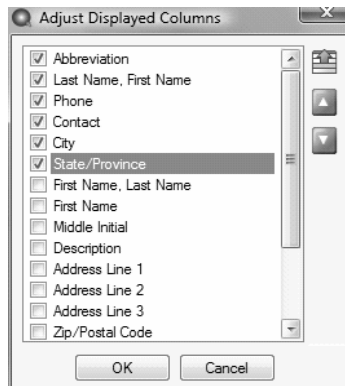 Adjust Displayed Columns
Abbreviation
Last Name, First Name
Phone
Contact
City
State/Province
First Name, Last Name
First Name
Middle Initial
Description
Address Line 1
Address Line 2
Address Line 3
Zip/Postal Code
OK Cancel